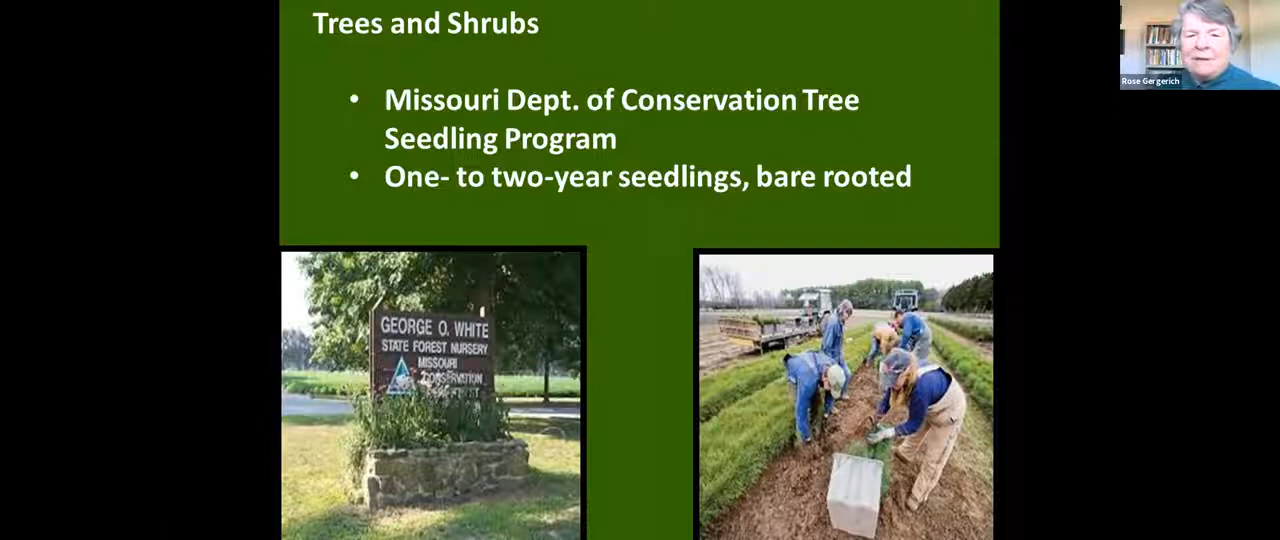 Trees and Shrubs
Rose Gergerich
• Missouri Dept. of Conservation Tree
Seedling Program
• One- to two-year seedlings, bare rooted
GEORGE O. WHITE
STATE FOREST NURSERY
MISSOURI
CONSERVATION